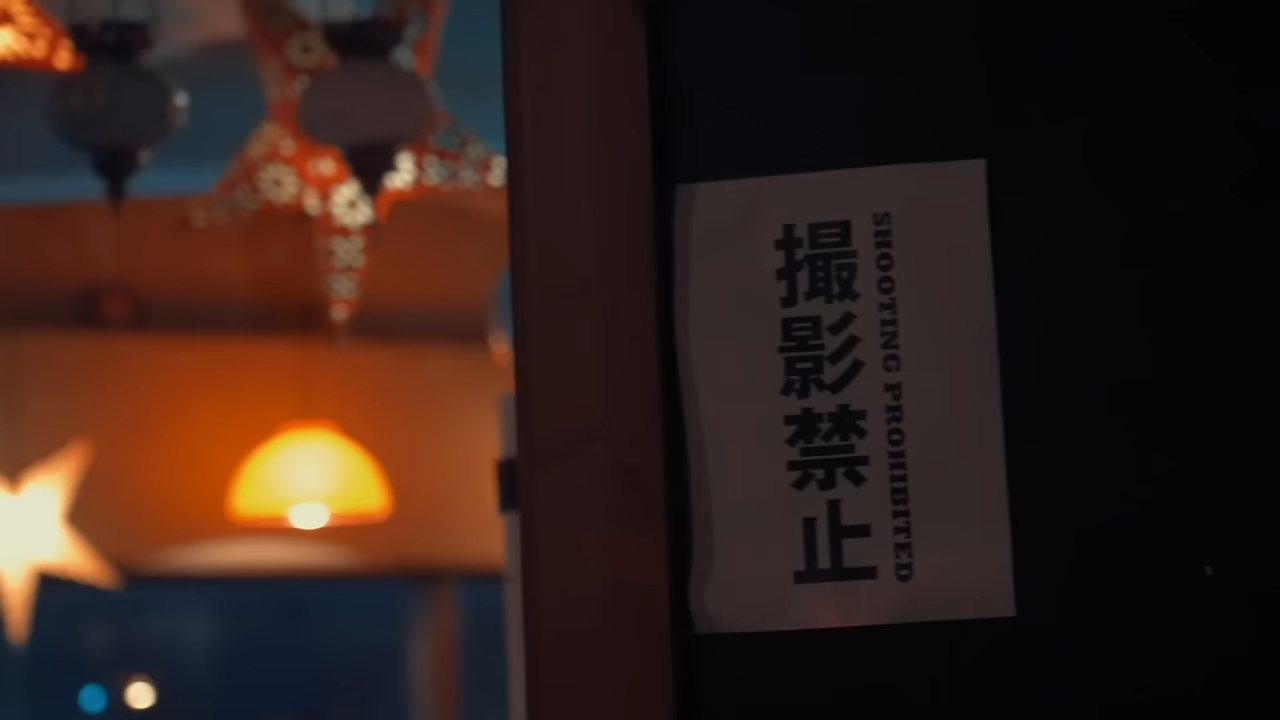 撮影禁止
SHOOTING PROHIBITED